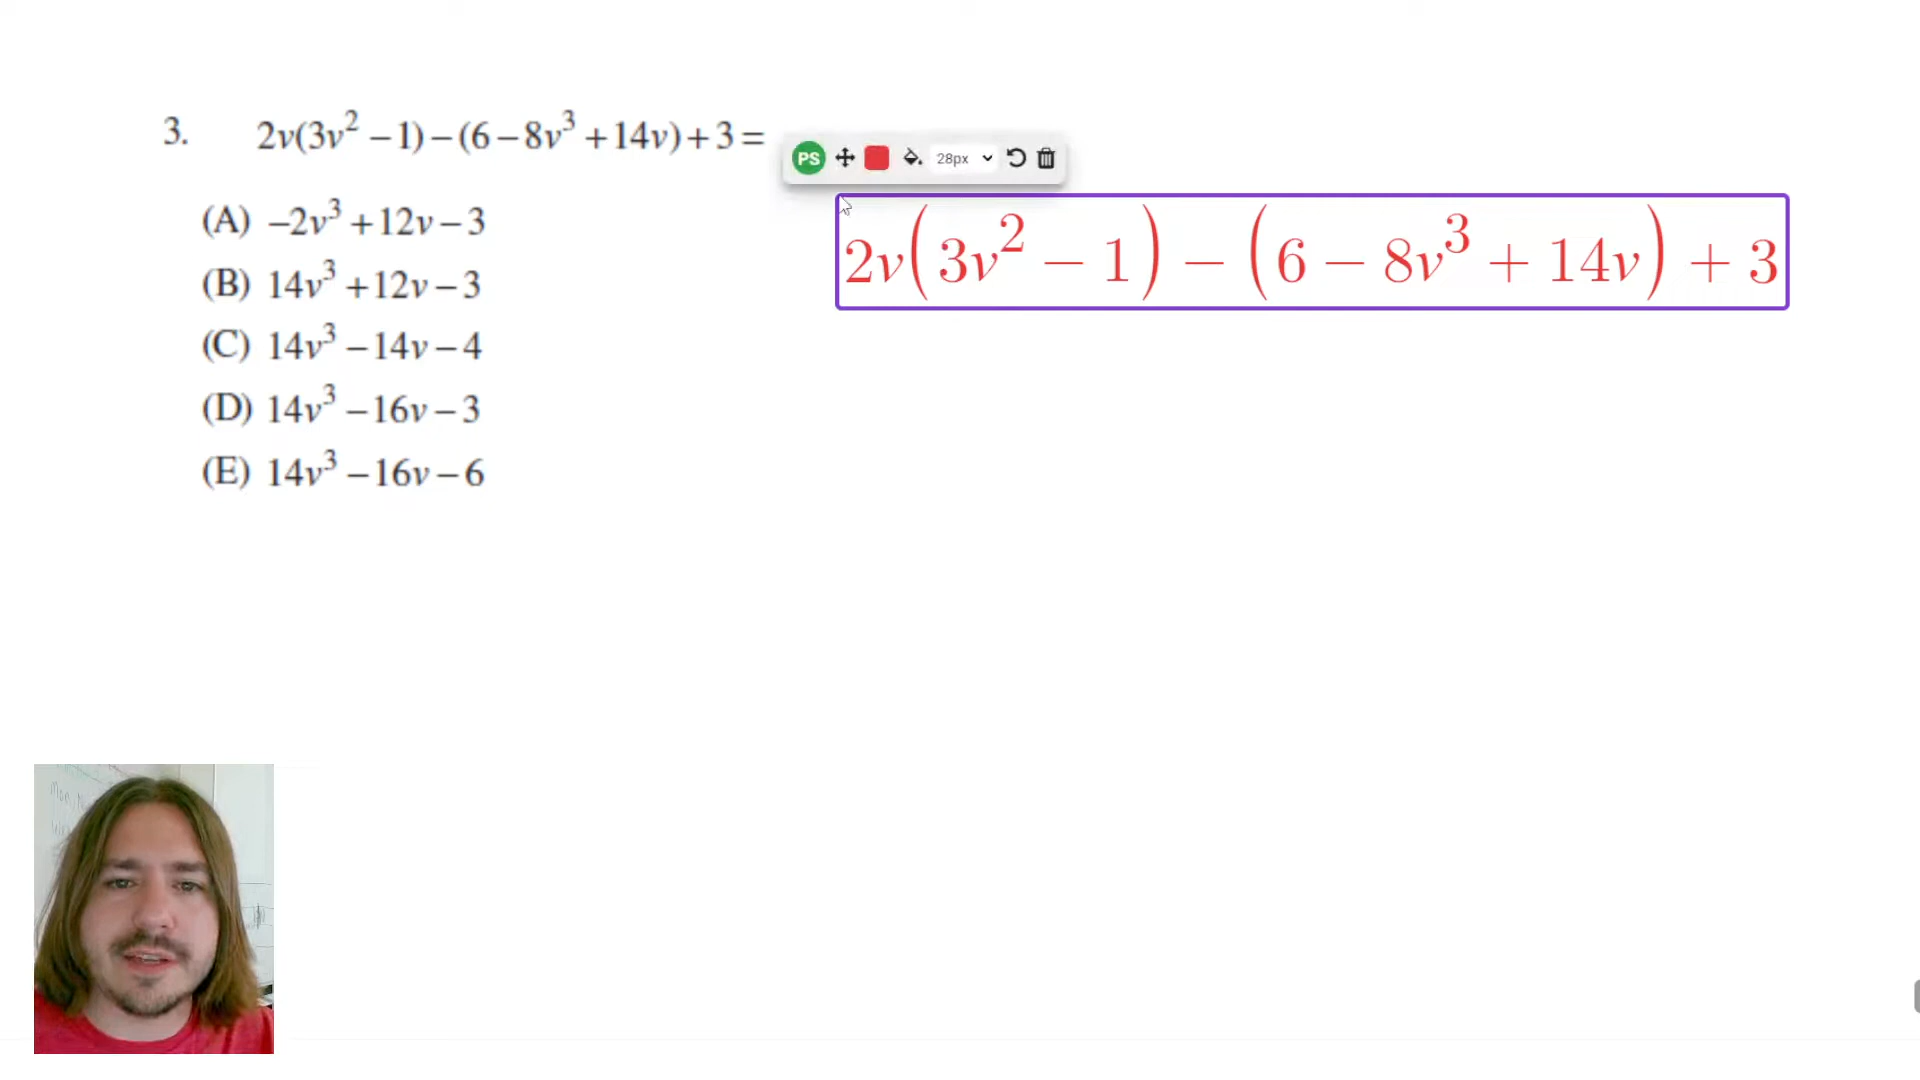 3. 2v(3v² − 1) − (6 − 8v³ + 14v) + 3 =
PS 28px
2v(3v² − 1) − (6 − 8v³ + 14v) + 3
(A) −2v³ + 12v − 3
(B) 14v³ + 12v − 3
(C) 14v³ − 14v − 4
(D) 14v³ − 16v − 3
(E) 14v³ − 16v − 6